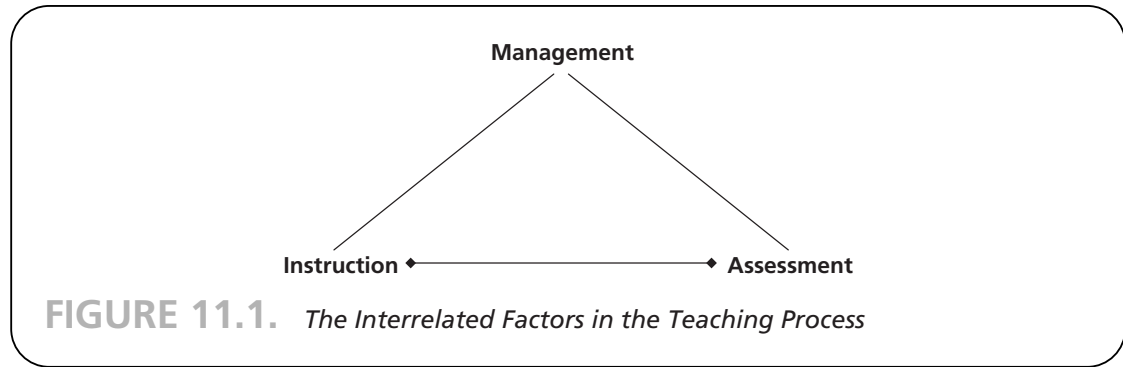 Management
Instruction Assessment
FIGURE 11.1. The Interrelated Factors in the Teaching Process